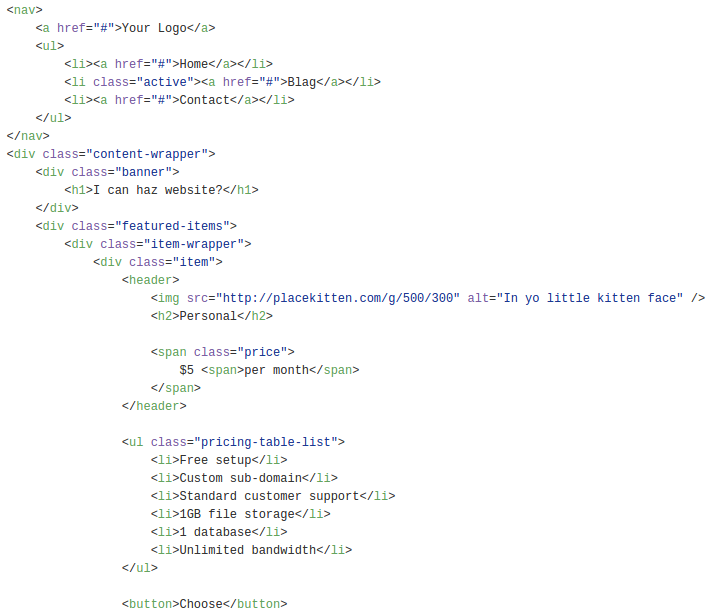 <nav>
    <a href="#">Your Logo</a>
    <ul>
        <li><a href="#">Home</a></li>
        <li class="active"><a href="#">Blag</a></li>
        <li><a href="#">Contact</a></li>
    </ul>
</nav>
<div class="content-wrapper">
    <div class="banner">
        <h1>I can haz website?</h1>
    </div>
    <div class="featured-items">
        <div class="item-wrapper">
            <div class="item">
                <header>
                    <img src="http://placekitten.com/g/500/300" alt="In yo little kitten face" />
                    <h2>Personal</h2>

                    <span class="price">
                        $5 <span>per month</span>
                    </span>
                </header>

                <ul class="pricing-table-list">
                    <li>Free setup</li>
                    <li>Custom sub-domain</li>
                    <li>Standard customer support</li>
                    <li>1GB file storage</li>
                    <li>1 database</li>
                    <li>Unlimited bandwidth</li>
                </ul>

                <button>Choose</button>